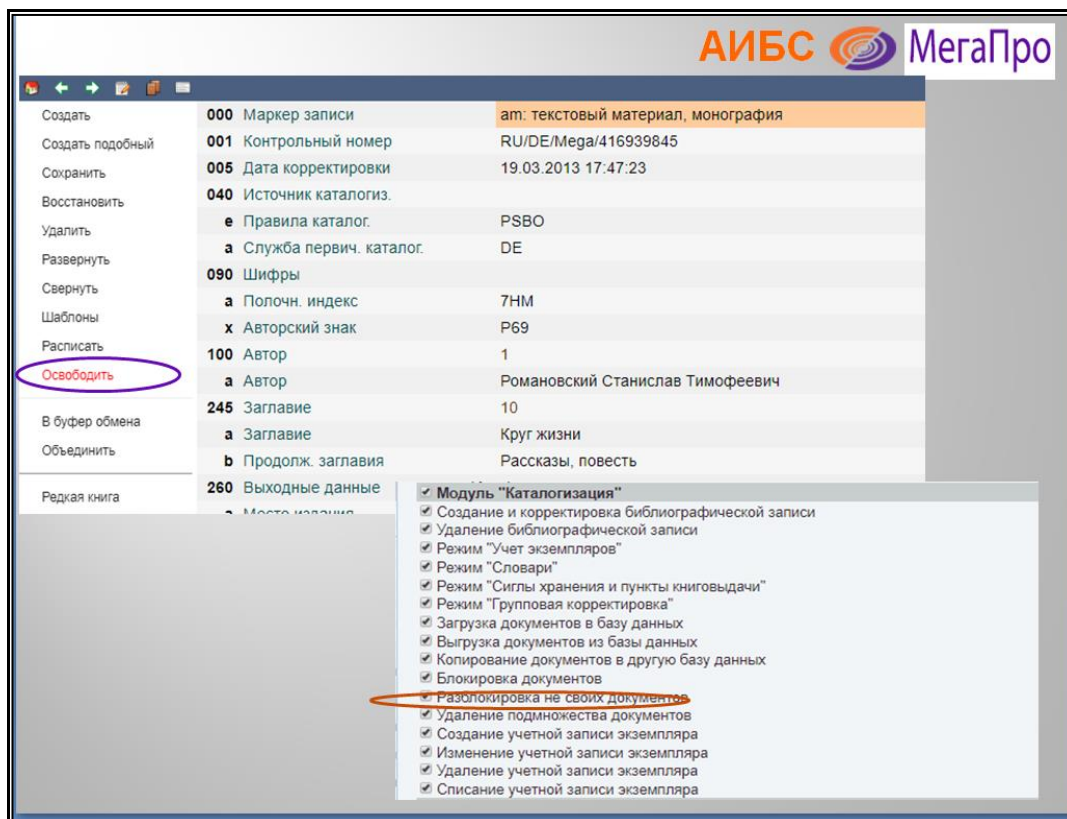 АИБС МегаПро
Создать
Создать подобный
Сохранить
Восстановить
Удалить
Развернуть
Свернуть
Шаблоны
Расписать
Освободить
В буфер обмена
Объединить
Редкая книга
000 Маркер записи am: текстовый материал, монография
001 Контрольный номер RU/DE/Mega/416939845
005 Дата корректировки 19.03.2013 17:47:23
040 Источник каталогиз.
e Правила каталог. PSBO
a Служба первич. каталог. DE
090 Шифры
a Полочн. индекс 7НМ
x Авторский знак Р69
100 Автор 1
a Автор Романовский Станислав Тимофеевич
245 Заглавие 10
a Заглавие Круг жизни
b Продолж. заглавия Рассказы, повесть
260 Выходные данные
a Место издания
Модуль "Каталогизация"
Создание и корректировка библиографической записи
Удаление библиографической записи
Режим "Учет экземпляров"
Режим "Словари"
Режим "Сиглы хранения и пункты книговыдачи"
Режим "Групповая корректировка"
Загрузка документов в базу данных
Выгрузка документов из базы данных
Копирование документов в другую базу данных
Блокировка документов
Разблокировка не своих документов
Удаление подмножества документов
Создание учетной записи экземпляра
Изменение учетной записи экземпляра
Удаление учетной записи экземпляра
Списание учетной записи экземпляра